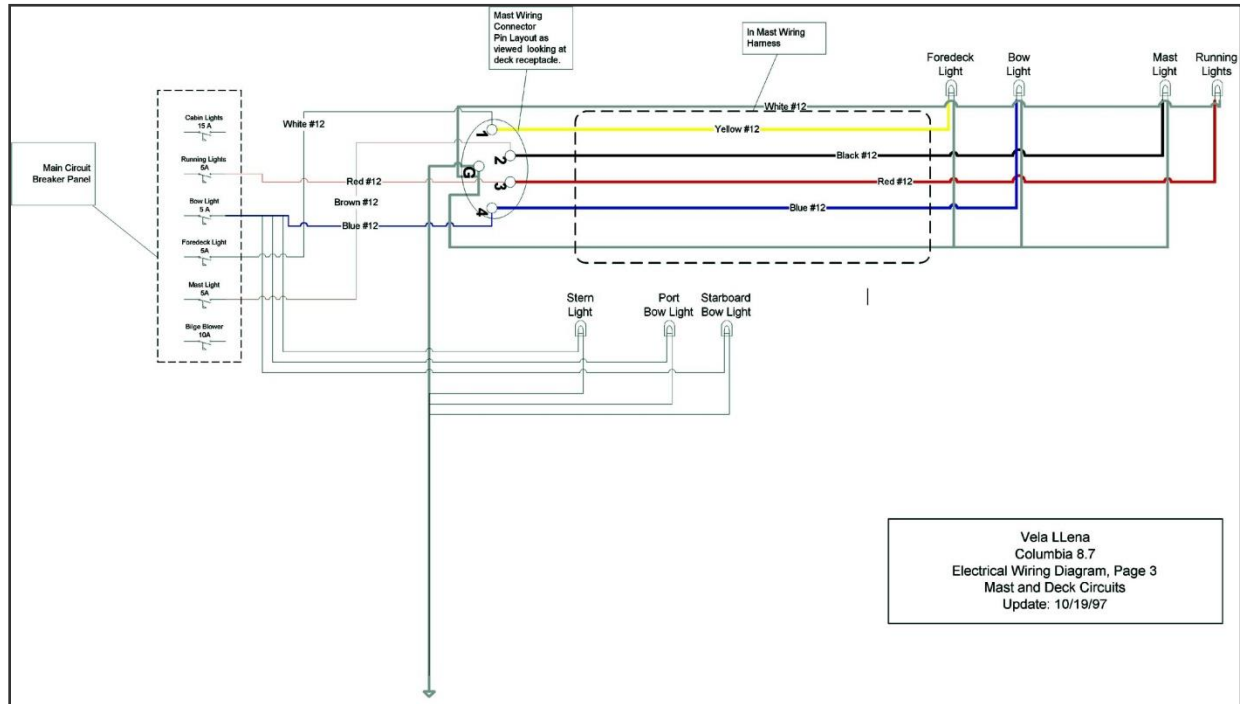 Mast Wiring
Connector
Pin Layout as
viewed looking at
deck receptacle.
In Mast Wiring
Harness
Foredeck
Light
Bow
Light
Mast
Light
Running
Lights
Main Circuit
Breaker Panel
Cabin Lights
15 A
Running Lights
5A
Bow Light
5 A
Foredeck Light
5A
Mast Light
5A
Bilge Blower
10A
White #12
Red #12
Brown #12
Blue #12
1
2
G
3
4
White #12
Yellow #12
Black #12
Red #12
Blue #12
Stern
Light
Port
Bow Light
Starboard
Bow Light
Vela LLena
Columbia 8.7
Electrical Wiring Diagram, Page 3
Mast and Deck Circuits
Update: 10/19/97